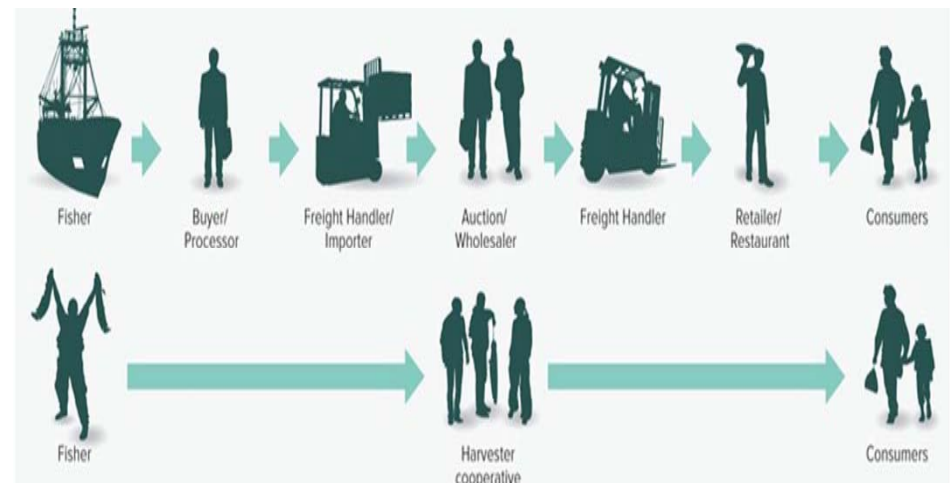 Fisher
Buyer/
Processor
Freight Handler/
Importer
Auction/
Wholesaler
Freight Handler
Retailer/
Restaurant
Consumers
Fisher
Harvester
cooperative
Consumers